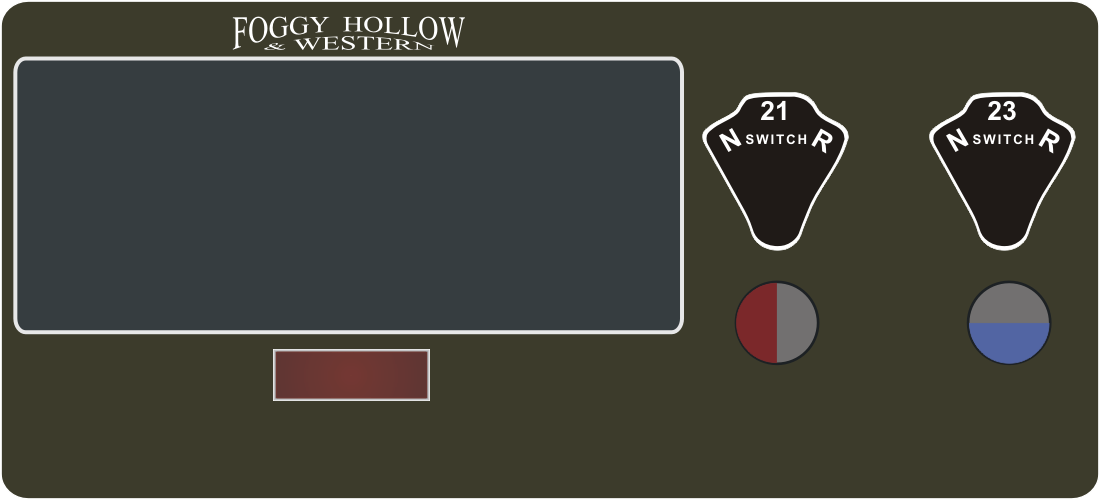 FOGGY HOLLOW
& WESTERN
21
N SWITCH R
23
N SWITCH R